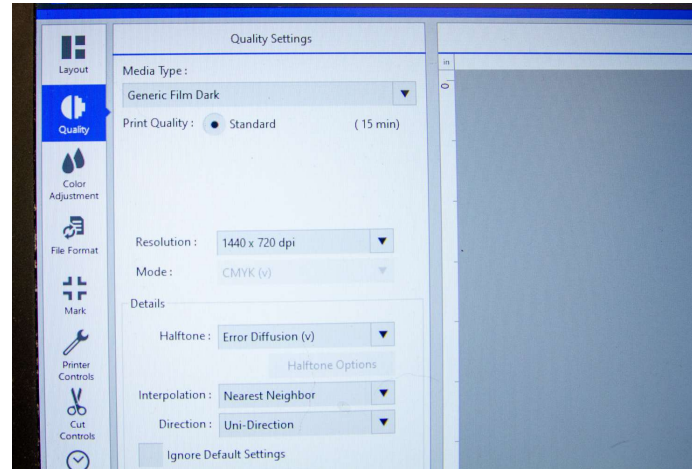 Layout
Quality
Color
Adjustment
File Format
Mark
Printer
Controls
Cut
Controls
Quality Settings
Media Type :
Generic Film Dark
Print Quality : Standard ( 15 min)
Resolution : 1440 x 720 dpi
Mode : CMYK (v)
Details
Halftone : Error Diffusion (v)
Halftone Options
Interpolation : Nearest Neighbor
Direction : Uni-Direction
Ignore Default Settings
in
0